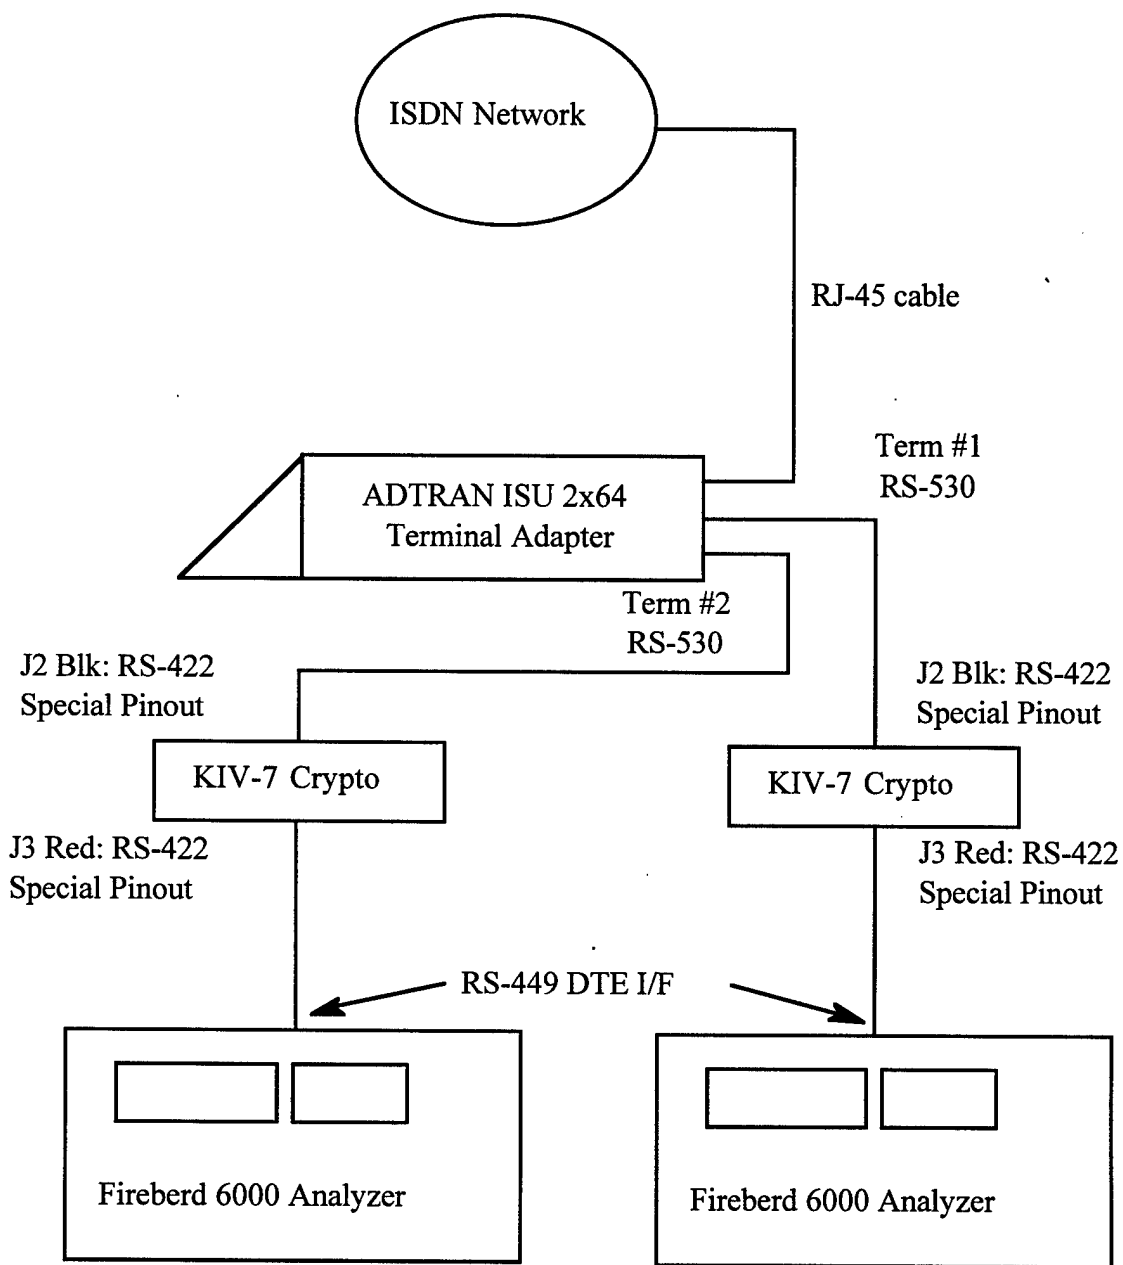 ISDN Network
RJ-45 cable
Term #1
RS-530
ADTRAN ISU 2x64
Terminal Adapter
Term #2
RS-530
J2 Blk: RS-422
Special Pinout
J2 Blk: RS-422
Special Pinout
KIV-7 Crypto
KIV-7 Crypto
J3 Red: RS-422
Special Pinout
J3 Red: RS-422
Special Pinout
RS-449 DTE I/F
Fireberd 6000 Analyzer
Fireberd 6000 Analyzer